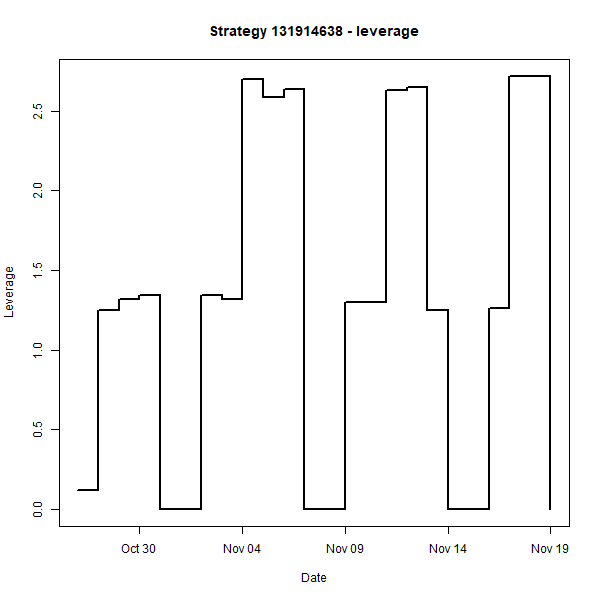 Strategy 131914638 - leverage
2.5
2.0
1.5
1.0
0.5
0.0
Leverage
Oct 30
Nov 04
Nov 09
Nov 14
Nov 19
Date